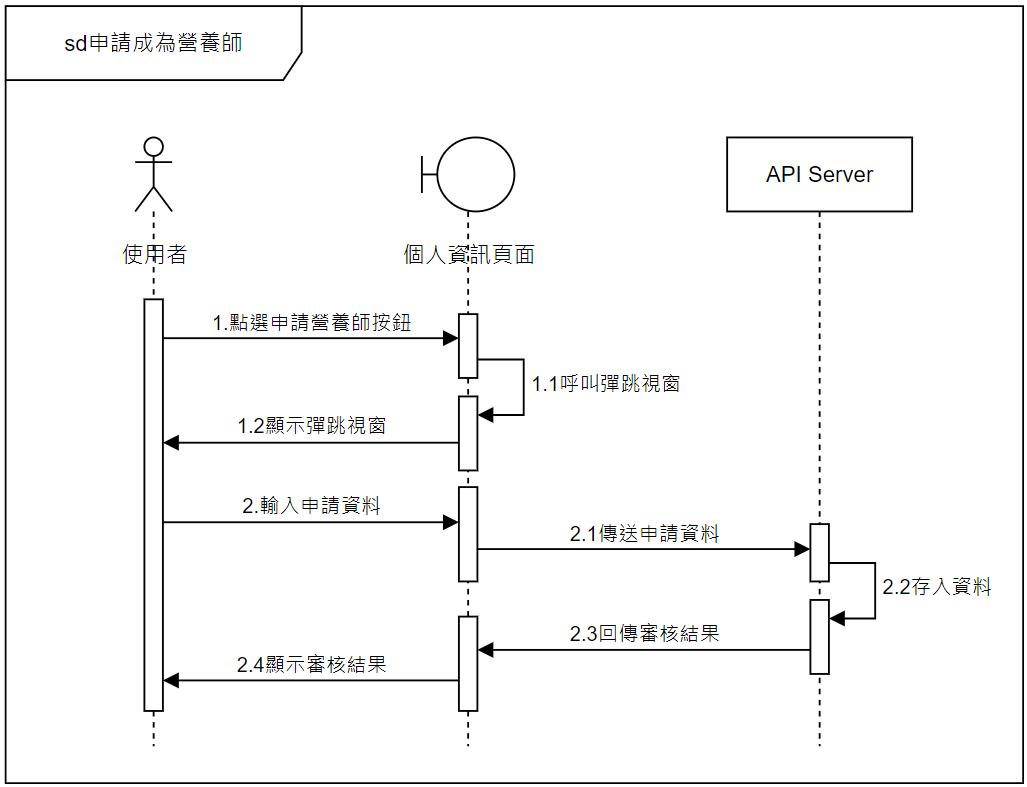 sd申請成為營養師
API Server
使用者
個人資訊頁面
1.點選申請營養師按鈕
1.1呼叫彈跳視窗
1.2顯示彈跳視窗
2.輸入申請資料
2.1傳送申請資料
2.2存入資料
2.3回傳審核結果
2.4顯示審核結果